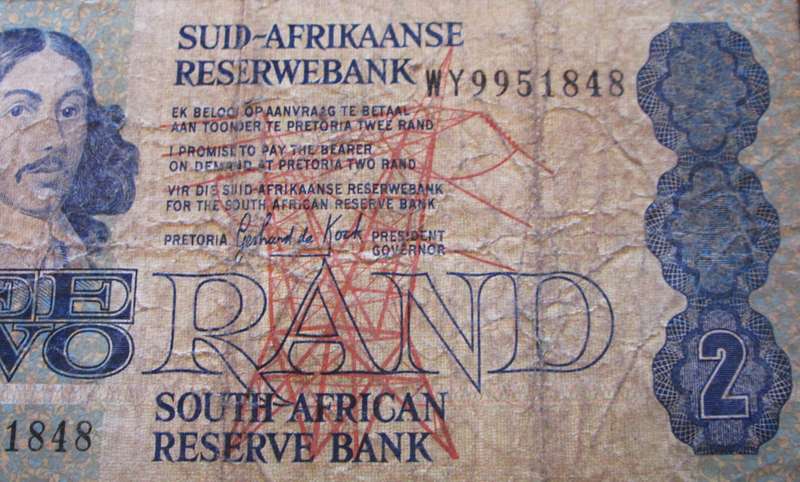 SUID-AFRIKAANSE
RESERWEBANK
WY9951848
EK BELOOF OP AANVRAAG TE BETAAL
AAN TOONDER TE PRETORIA TWEE RAND
I PROMISE TO PAY THE BEARER
ON DEMAND AT PRETORIA TWO RAND
VIR DIE SUID-AFRIKAANSE RESERWEBANK
FOR THE SOUTH AFRICAN RESERVE BANK
PRETORIA Gerhard de Kock PRESIDENT
GOVERNOR
EE
WO
RAND
2
1848
SOUTH AFRICAN
RESERVE BANK